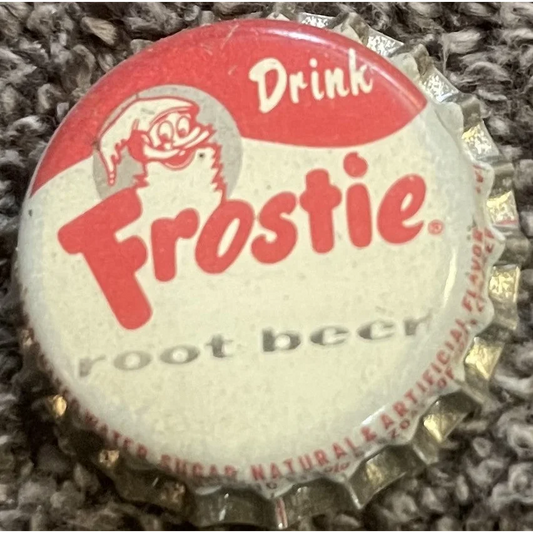 Drink
Frostie®
root beer
WATER SUGAR NATURAL & ARTIFICIAL FLAVOR